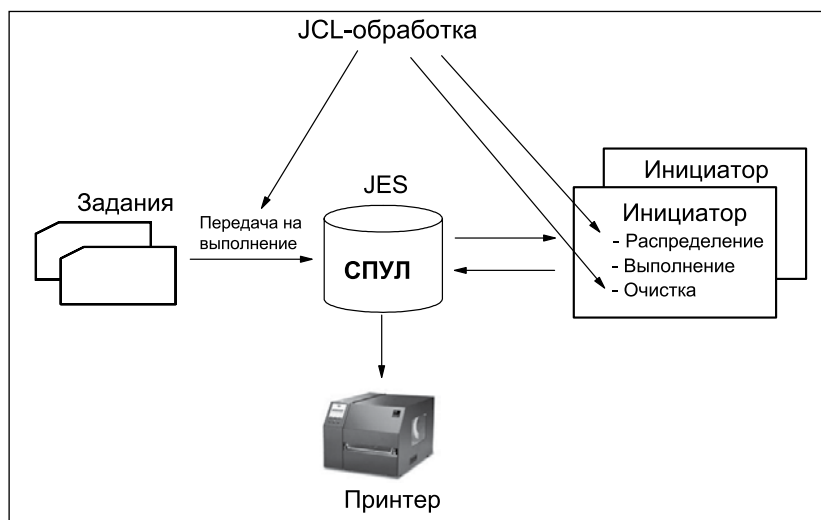 JCL-обработка
Задания
Передача на
выполнение
JES
СПУЛ
Инициатор
Инициатор
- Распределение
- Выполнение
- Очистка
Принтер